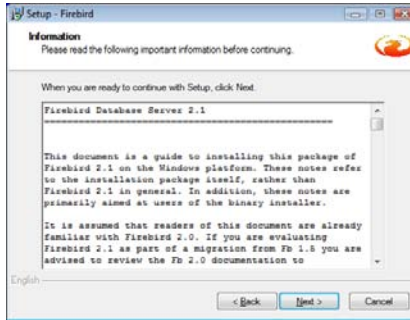 Setup - Firebird
Information
Please read the following important information before continuing.
When you are ready to continue with Setup, click Next.
Firebird Database Server 2.1
This document is a guide to installing this package of
Firebird 2.1 on the Windows platform. These notes refer
to the installation package itself, rather than
Firebird 2.1 in general. In addition, these notes are
primarily aimed at users of the binary installer.
It is assumed that readers of this document are already
familiar with Firebird 2.0. If you are evaluating
Firebird 2.1 as part of a migration from Fb 1.5 you are
advised to review the Fb 2.0 documentation to
English
< Back
Next >
Cancel